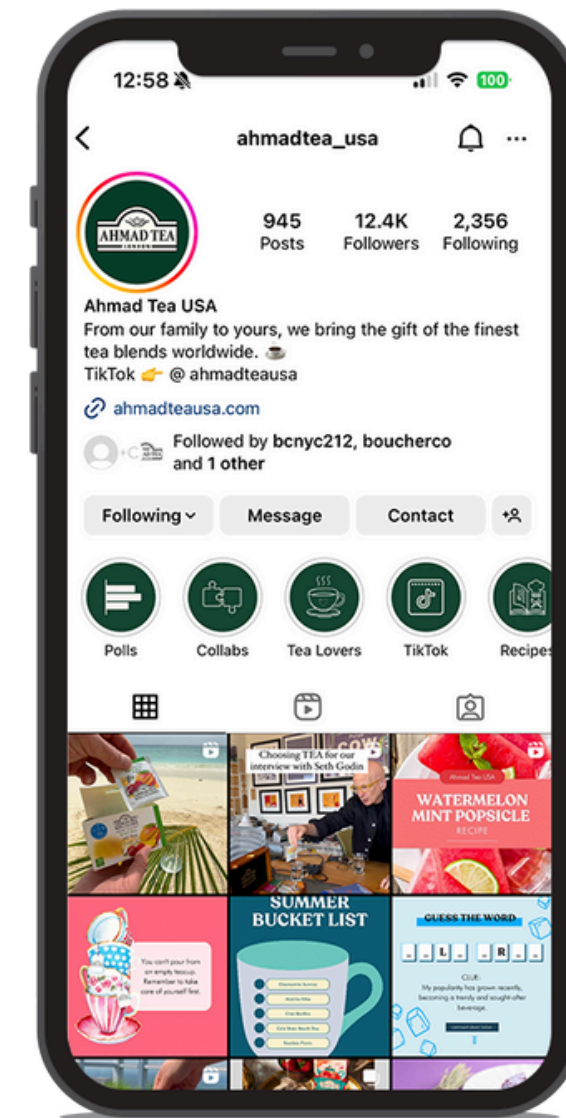 12:58
100
ahmadtea_usa
AHMAD TEA
LONDON
945
Posts
12.4K
Followers
2,356
Following
Ahmad Tea USA
From our family to yours, we bring the gift of the finest
tea blends worldwide. ☕
TikTok 👉 @ ahmadteausa
ahmadteausa.com
Followed by bcnyc212, boucherco
and 1 other
Following
Message
Contact
Polls
Collabs
Tea Lovers
TikTok
Recipes
Choosing TEA for our
interview with Seth Godin
Ahmad Tea USA
WATERMELON
MINT POPSICLE
RECIPE
You can't pour from
an empty teacup.
Remember to take
care of yourself first.
SUMMER
BUCKET LIST
GUESS THE WORD
_ _ L _ _ R _ _
CLUE:
My popularity has grown recently,
becoming a trendy and sought-after
beverage.